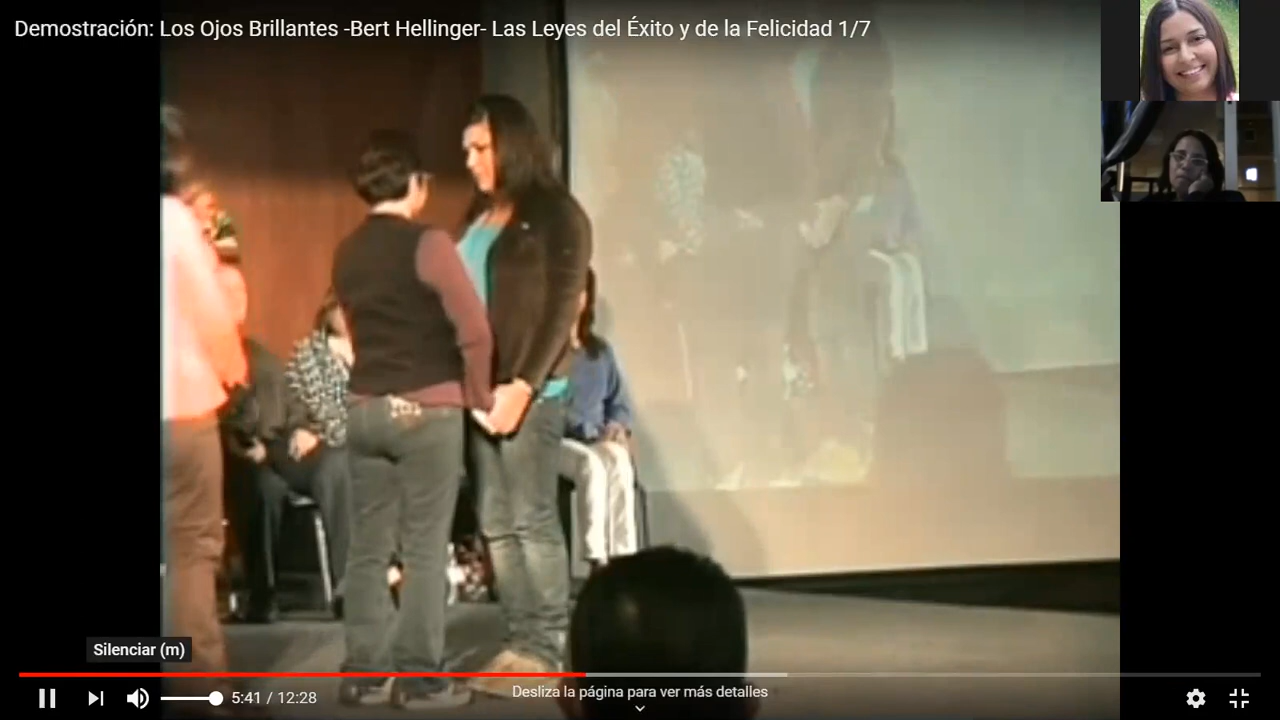 Demostración: Los Ojos Brillantes -Bert Hellinger- Las Leyes del Éxito y de la Felicidad 1/7
Silenciar (m)
5:41 / 12:28
Desliza la página para ver más detalles